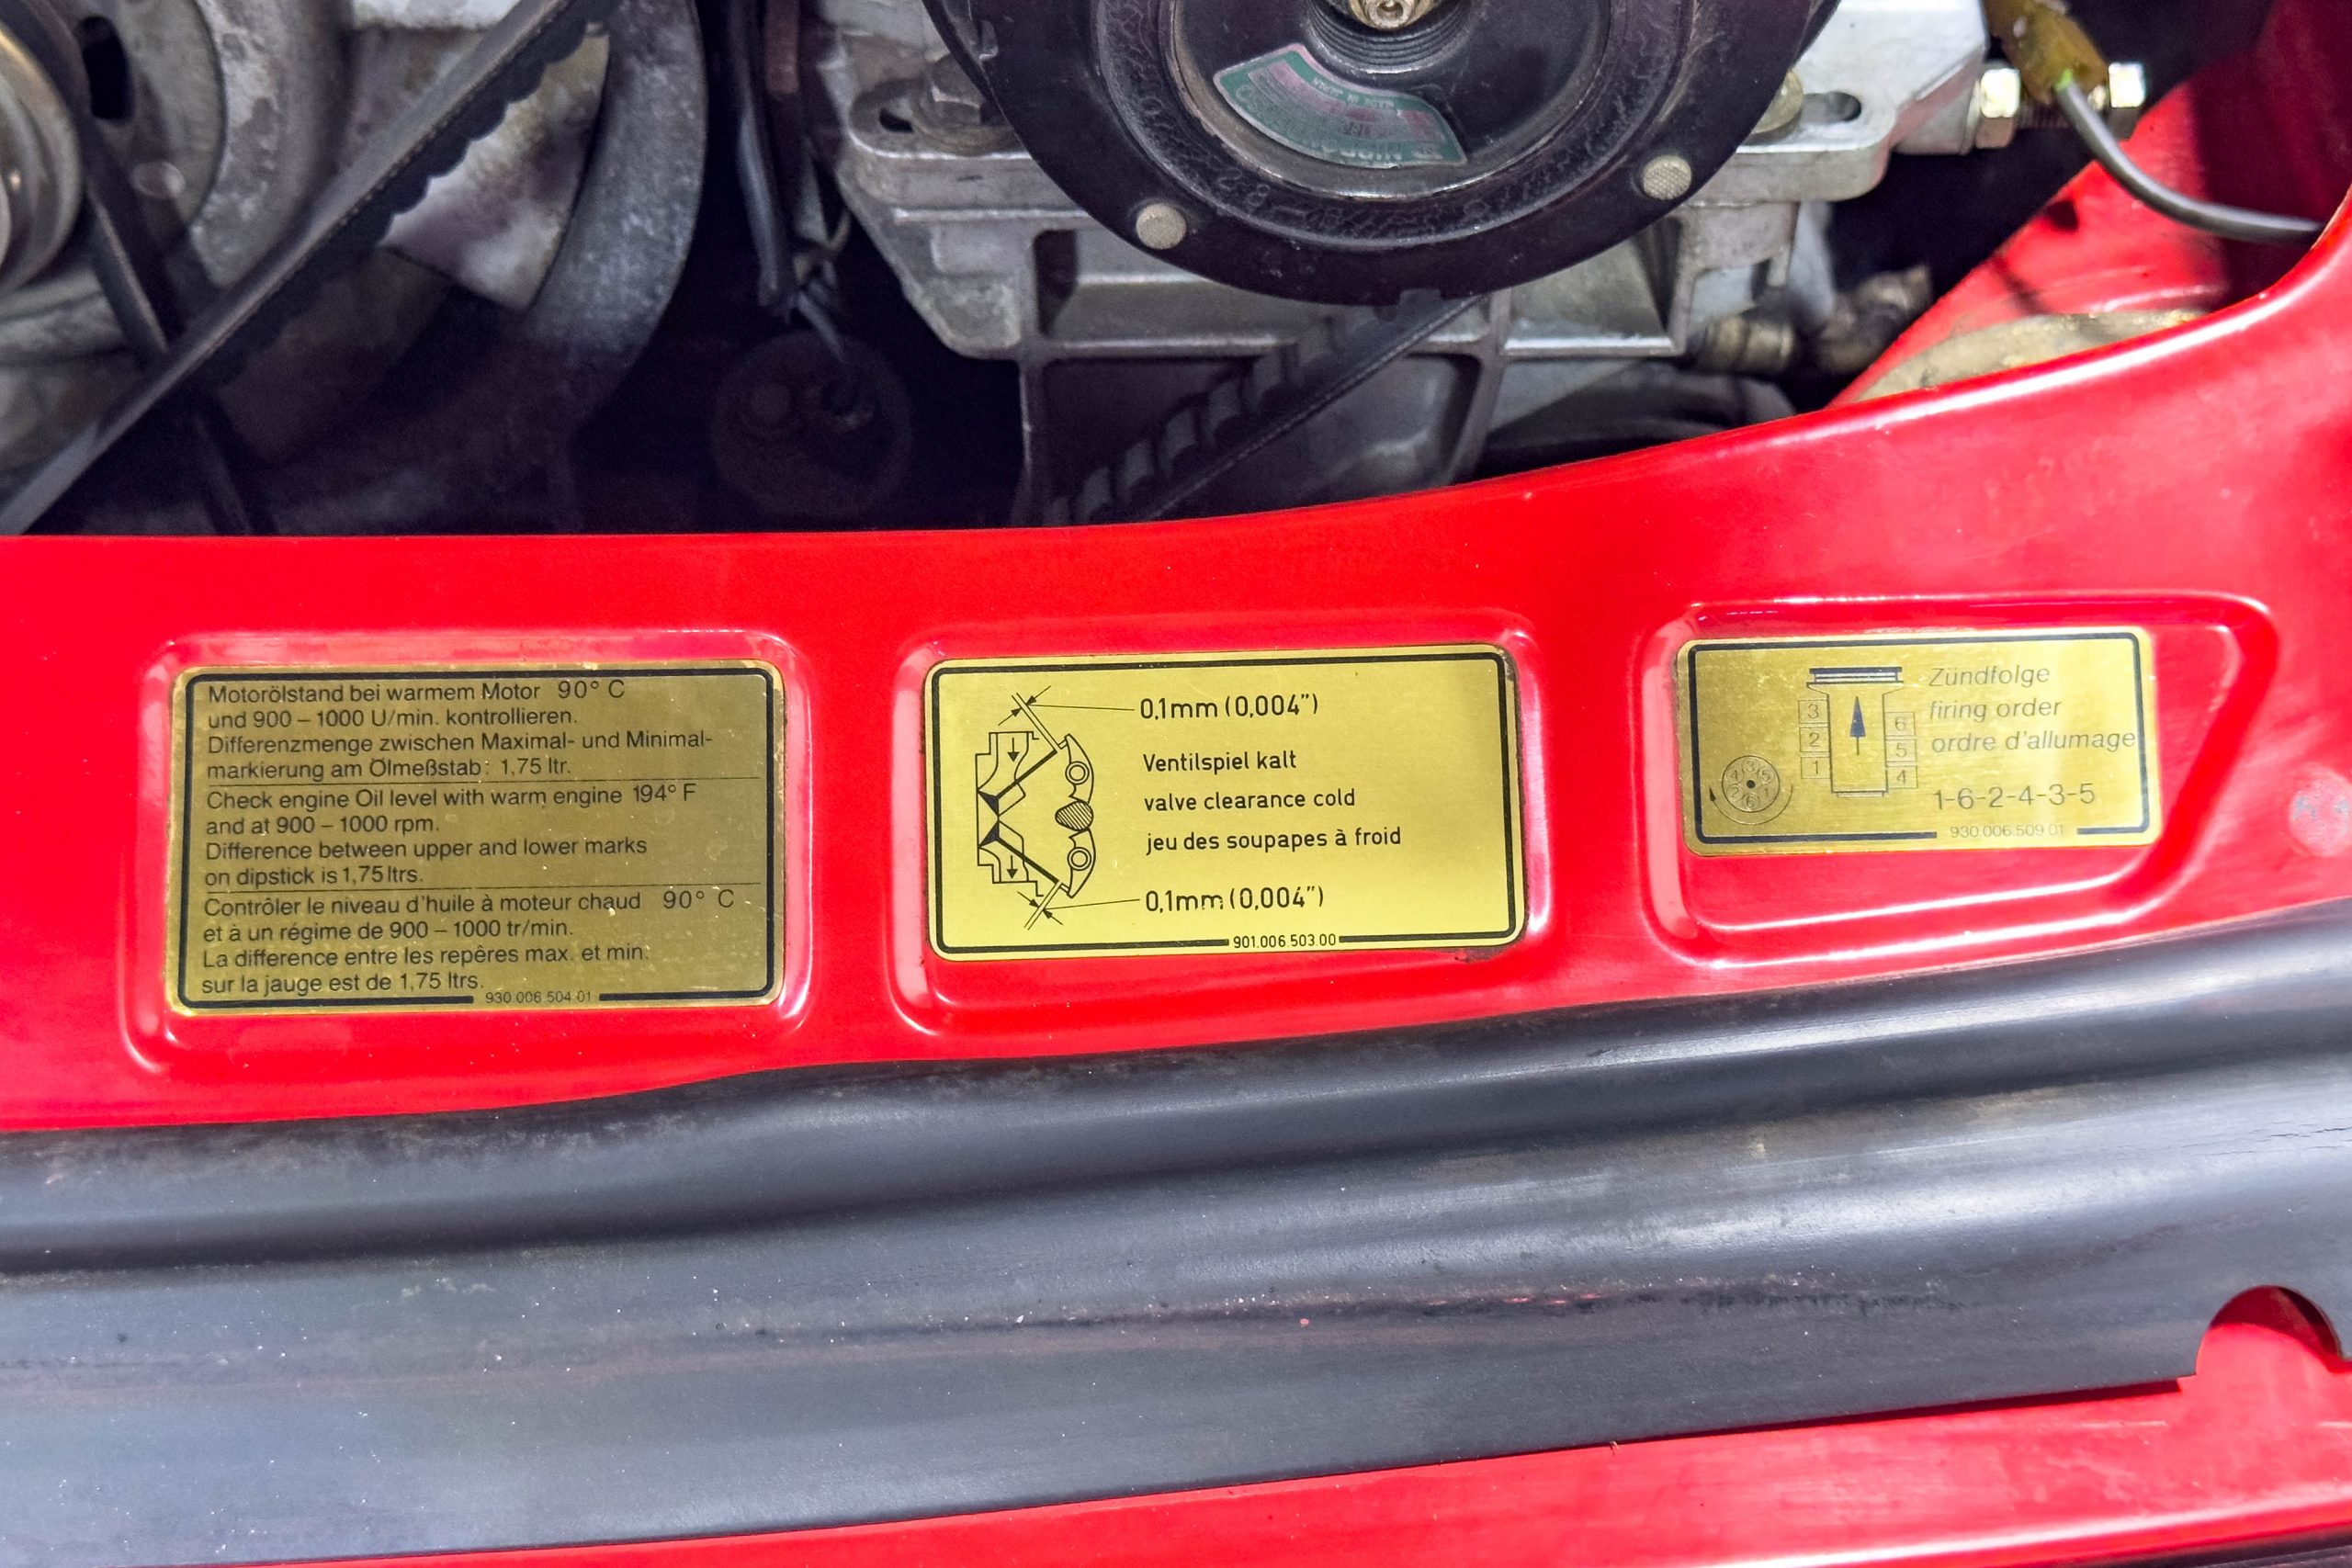 Motorölstand bei warmem Motor 90° C
und 900 – 1000 U/min. kontrollieren.
Differenzmenge zwischen Maximal- und Minimal-
markierung am Ölmeßstab: 1,75 ltr.
Check engine Oil level with warm engine 194° F
and at 900 – 1000 rpm.
Difference between upper and lower marks
on dipstick is 1,75 ltrs.
Contrôler le niveau d'huile à moteur chaud 90° C
et à un régime de 900 – 1000 tr/min.
La difference entre les repêres max. et min.
sur la jauge est de 1,75 ltrs.
930.006.504.01
0,1mm (0,004")
Ventilspiel kalt
valve clearance cold
jeu des soupapes à froid
0,1mm (0,004")
901.006.503.00
Zündfolge
firing order
ordre d'allumage
1-6-2-4-3-5
3
2
1
6
5
4
930.006.509.01